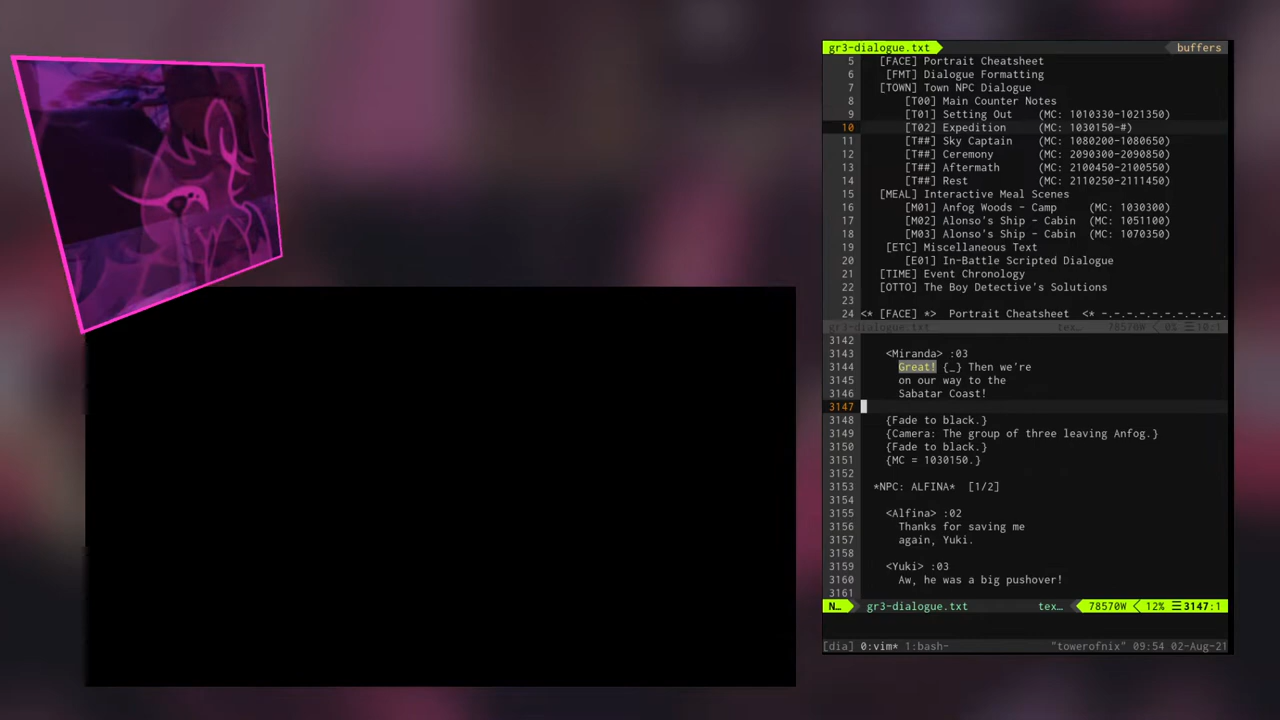 gr3-dialogue.txt buffers
5 [FACE] Portrait Cheatsheet
6 [FMT] Dialogue Formatting
7 [TOWN] Town NPC Dialogue
8 [T00] Main Counter Notes
9 [T01] Setting Out (MC: 1010330-1021350)
10 [T02] Expedition (MC: 1030150-#)
11 [T##] Sky Captain (MC: 1080200-1080650)
12 [T##] Ceremony (MC: 2090300-2090850)
13 [T##] Aftermath (MC: 2100450-2100550)
14 [T##] Rest (MC: 2110250-2111450)
15 [MEAL] Interactive Meal Scenes
16 [M01] Anfog Woods - Camp (MC: 1030300)
17 [M02] Alonso's Ship - Cabin (MC: 1051100)
18 [M03] Alonso's Ship - Cabin (MC: 1070350)
19 [ETC] Miscellaneous Text
20 [E01] In-Battle Scripted Dialogue
21 [TIME] Event Chronology
22 [OTTO] The Boy Detective's Solutions
23
24 <* [FACE] *> Portrait Cheatsheet <* -.-.-.-.-.-.-.-.-.-.
gr3-dialogue.txt tex… 78570W < 0% ☰10:1
3142
3143 <Miranda> :03
3144 Great! {_} Then we're
3145 on our way to the
3146 Sabatar Coast!
3147
3148 {Fade to black.}
3149 {Camera: The group of three leaving Anfog.}
3150 {Fade to black.}
3151 {MC = 1030150.}
3152
3153 *NPC: ALFINA* [1/2]
3154
3155 <Alfina> :02
3156 Thanks for saving me
3157 again, Yuki.
3158
3159 <Yuki> :03
3160 Aw, he was a big pushover!
3161
N… gr3-dialogue.txt tex… 78570W < 12% ☰3147:1
[dia] 0:vim* 1:bash- "towerofnix" 09:54 02-Aug-21